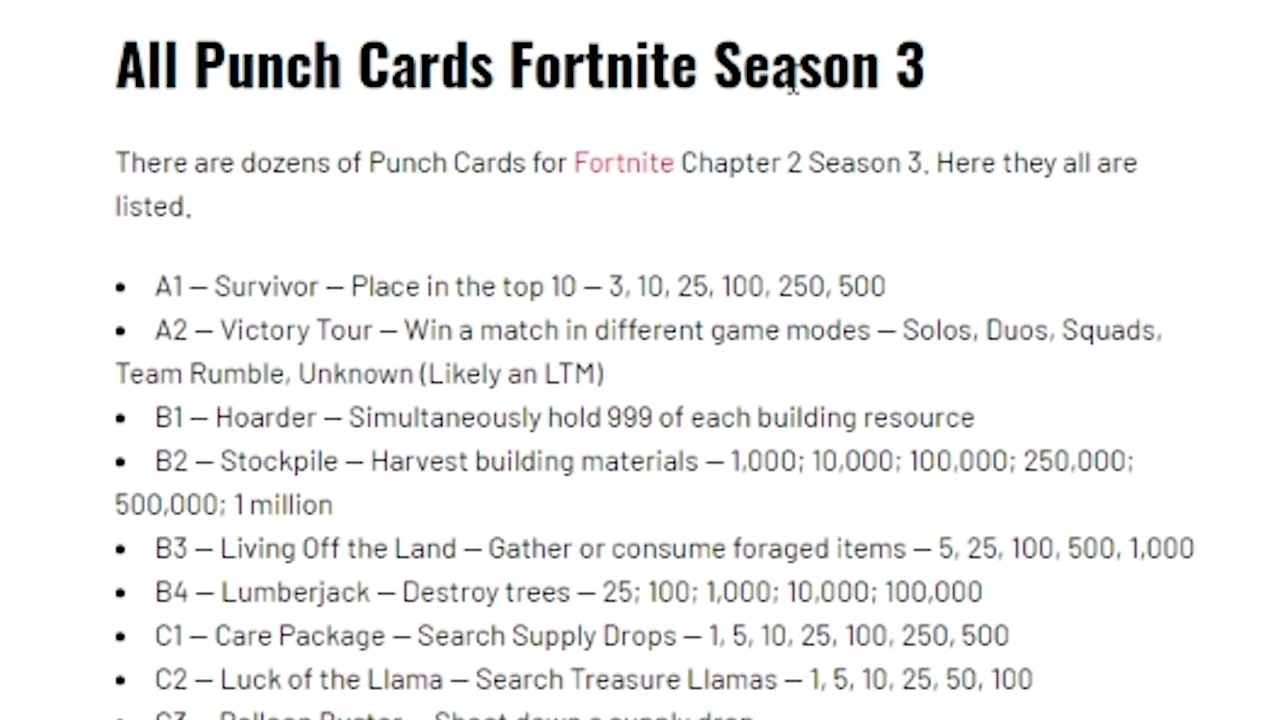 All Punch Cards Fortnite Season 3
There are dozens of Punch Cards for Fortnite Chapter 2 Season 3. Here they all are
listed.
• A1 – Survivor – Place in the top 10 – 3, 10, 25, 100, 250, 500
• A2 – Victory Tour – Win a match in different game modes – Solos, Duos, Squads,
Team Rumble, Unknown (Likely an LTM)
• B1 – Hoarder – Simultaneously hold 999 of each building resource
• B2 – Stockpile – Harvest building materials – 1,000; 10,000; 100,000; 250,000;
500,000; 1 million
• B3 – Living Off the Land – Gather or consume foraged items – 5, 25, 100, 500, 1,000
• B4 – Lumberjack – Destroy trees – 25; 100; 1,000; 10,000; 100,000
• C1 – Care Package – Search Supply Drops – 1, 5, 10, 25, 100, 250, 500
• C2 – Luck of the Llama – Search Treasure Llamas – 1, 5, 10, 25, 50, 100
• C3 – Balloon Buster – Shoot down a supply drop